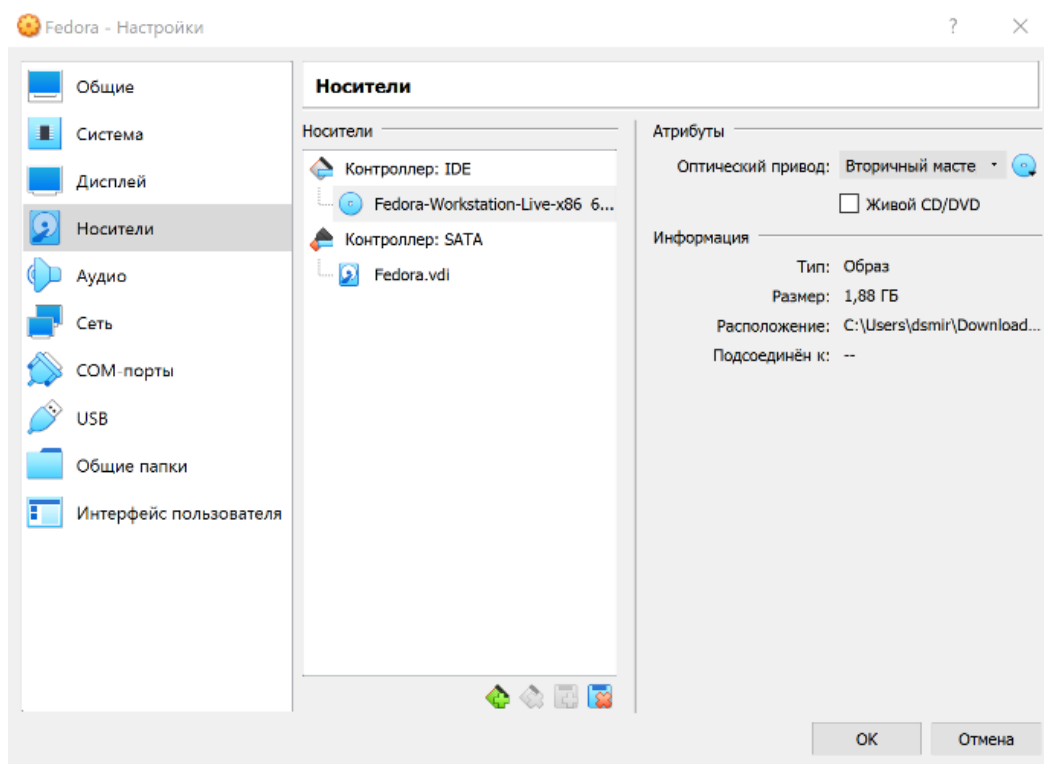 Fedora - Настройки
?
Общие
Система
Дисплей
Носители
Аудио
Сеть
COM-порты
USB
Общие папки
Интерфейс пользователя
Носители
Носители
Контроллер: IDE
Fedora-Workstation-Live-x86 6...
Контроллер: SATA
Fedora.vdi
Атрибуты
Оптический привод: Вторичный масте
Живой CD/DVD
Информация
Тип: Образ
Размер: 1,88 ГБ
Расположение: C:\Users\dsmir\Download...
Подсоединён к: --
OK
Отмена